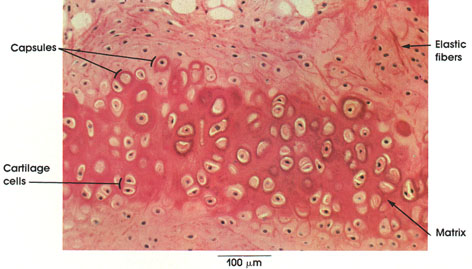 Capsules
Elastic
fibers
Cartilage
cells
Matrix
100 μm